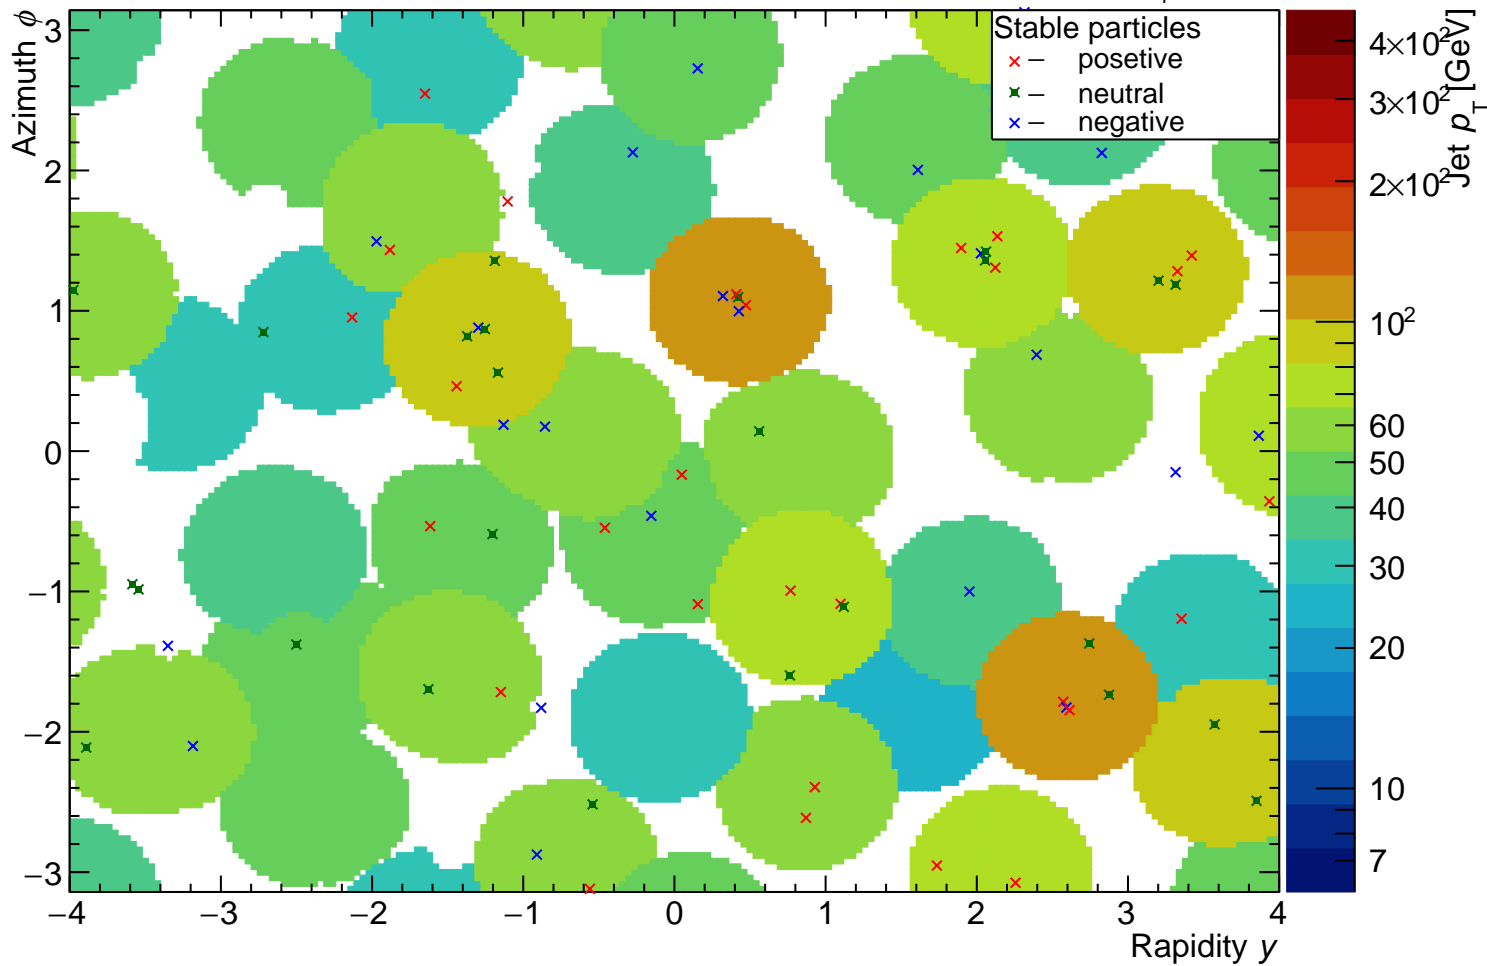 Stable particles
× – posetive
× – neutral
× – negative
Azimuth ϕ
3
2
1
0
−1
−2
−3
−4 −3 −2 −1 0 1 2 3 4
Rapidity y
Jet p_T [GeV]
4×10²
3×10²
2×10²
10²
60
50
40
30
20
10
7